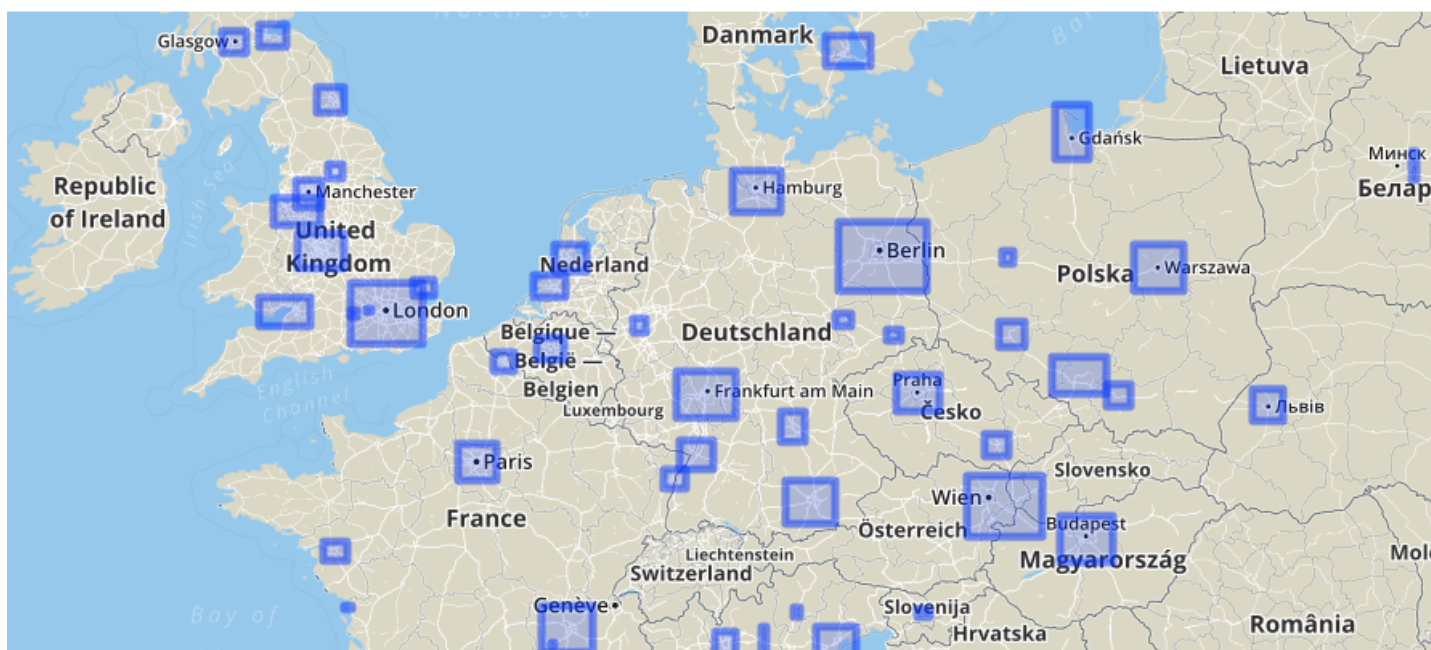 North Sea
Danmark
Glasgow
Lietuva
Gdańsk
Минск
Republic
of Ireland
Irish Sea
Manchester
Hamburg
Белар
United
Kingdom
Nederland
Berlin
Polska
Warszawa
London
Belgique —
België —
Belgien
Deutschland
English
Channel
Luxembourg
Frankfurt am Main
Praha
Česko
Львів
Paris
Slovensko
France
Wien
Österreich
Budapest
Magyarország
Liechtenstein
Switzerland
Genève
Slovenija
Hrvatska
România
Bay of